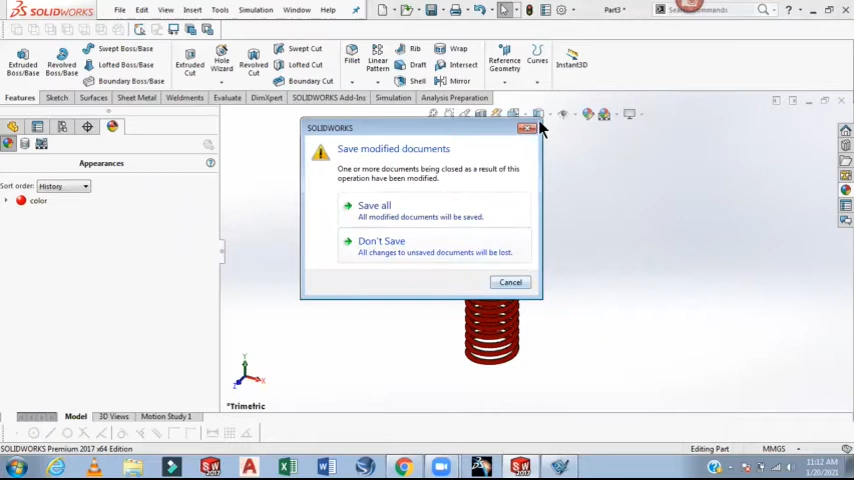 SOLIDWORKS File Edit View Insert Tools Simulation Window Help Part3 * Search Commands ?
Extruded Boss/Base
Revolved Boss/Base
Swept Boss/Base
Lofted Boss/Base
Boundary Boss/Base
Extruded Cut
Hole Wizard
Revolved Cut
Swept Cut
Lofted Cut
Boundary Cut
Fillet
Linear Pattern
Rib
Draft
Shell
Wrap
Intersect
Mirror
Reference Geometry
Curves
Instant3D
Features Sketch Surfaces Sheet Metal Weldments Evaluate DimXpert SOLIDWORKS Add-Ins Simulation Analysis Preparation
Appearances ?
Sort order: History
color
SOLIDWORKS
Save modified documents
One or more documents being closed as a result of this
operation have been modified.
Save all
All modified documents will be saved.
Don't Save
All changes to unsaved documents will be lost.
Cancel
Y
Z X
*Trimetric
Model 3D Views Motion Study 1
SOLIDWORKS Premium 2017 x64 Edition Editing Part MMGS
11:12 AM
1/20/2021